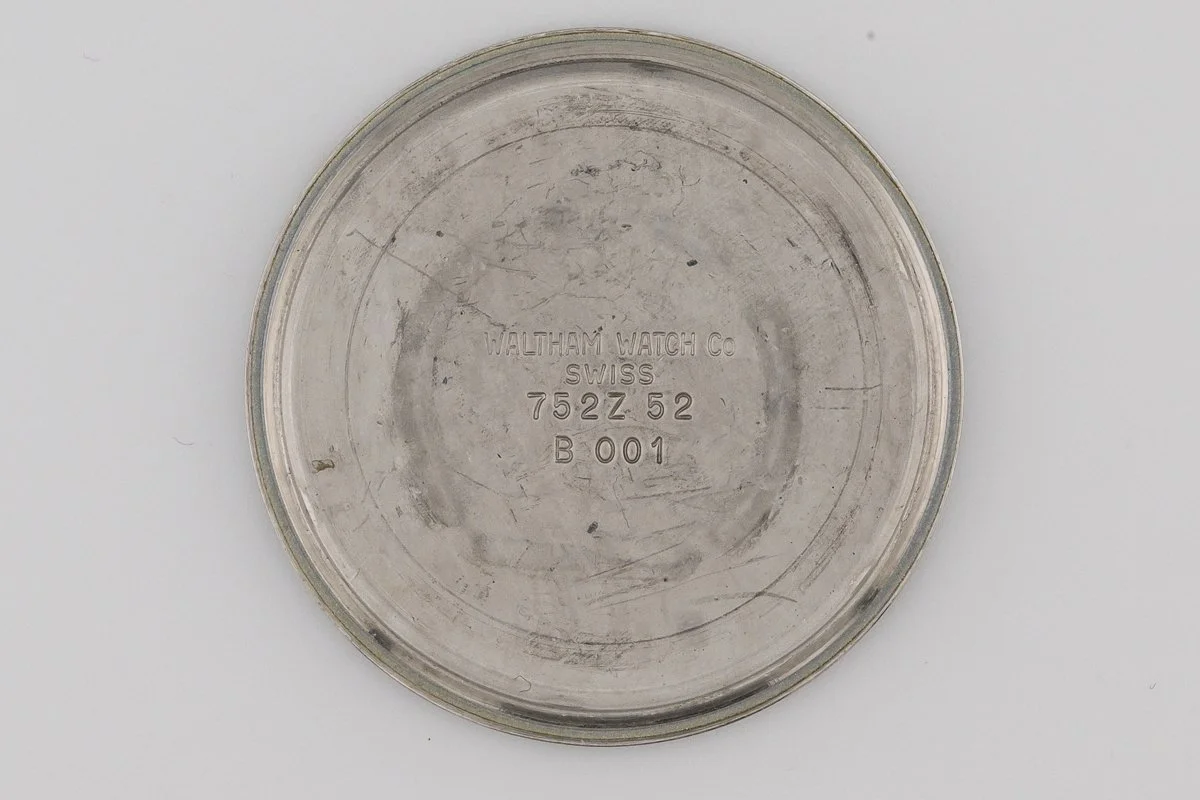 WALTHAM WATCH Co
SWISS
752Z 52
B 001